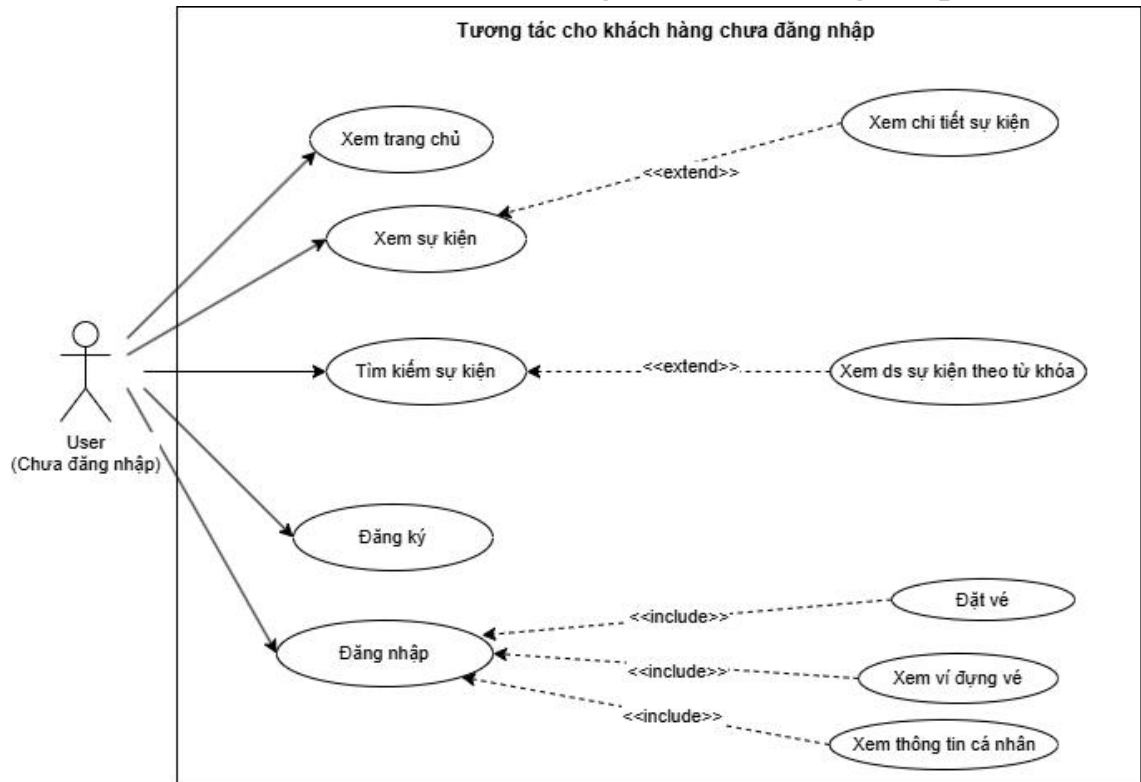 Tương tác cho khách hàng chưa đăng nhập
Xem trang chủ
Xem chi tiết sự kiện
<<extend>>
Xem sự kiện
Tìm kiếm sự kiện
<<extend>>
Xem ds sự kiện theo từ khóa
User
(Chưa đăng nhập)
Đăng ký
Đặt vé
<<include>>
Đăng nhập
<<include>>
Xem ví đựng vé
<<include>>
Xem thông tin cá nhân